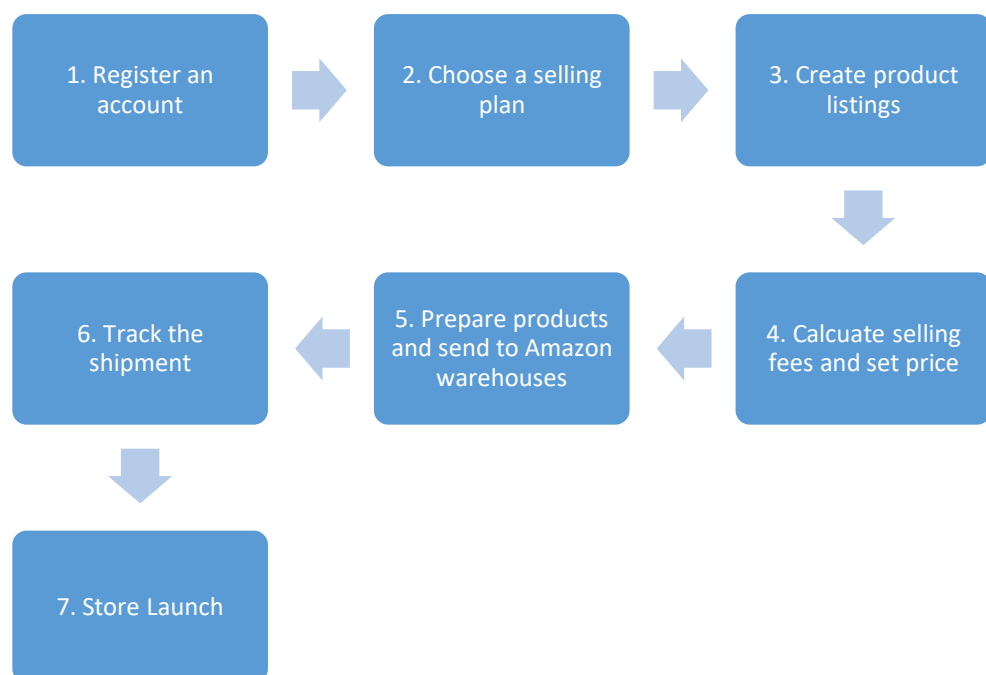 1. Register an
account
2. Choose a selling
plan
3. Create product
listings
4. Calcuate selling
fees and set price
5. Prepare products
and send to Amazon
warehouses
6. Track the
shipment
7. Store Launch